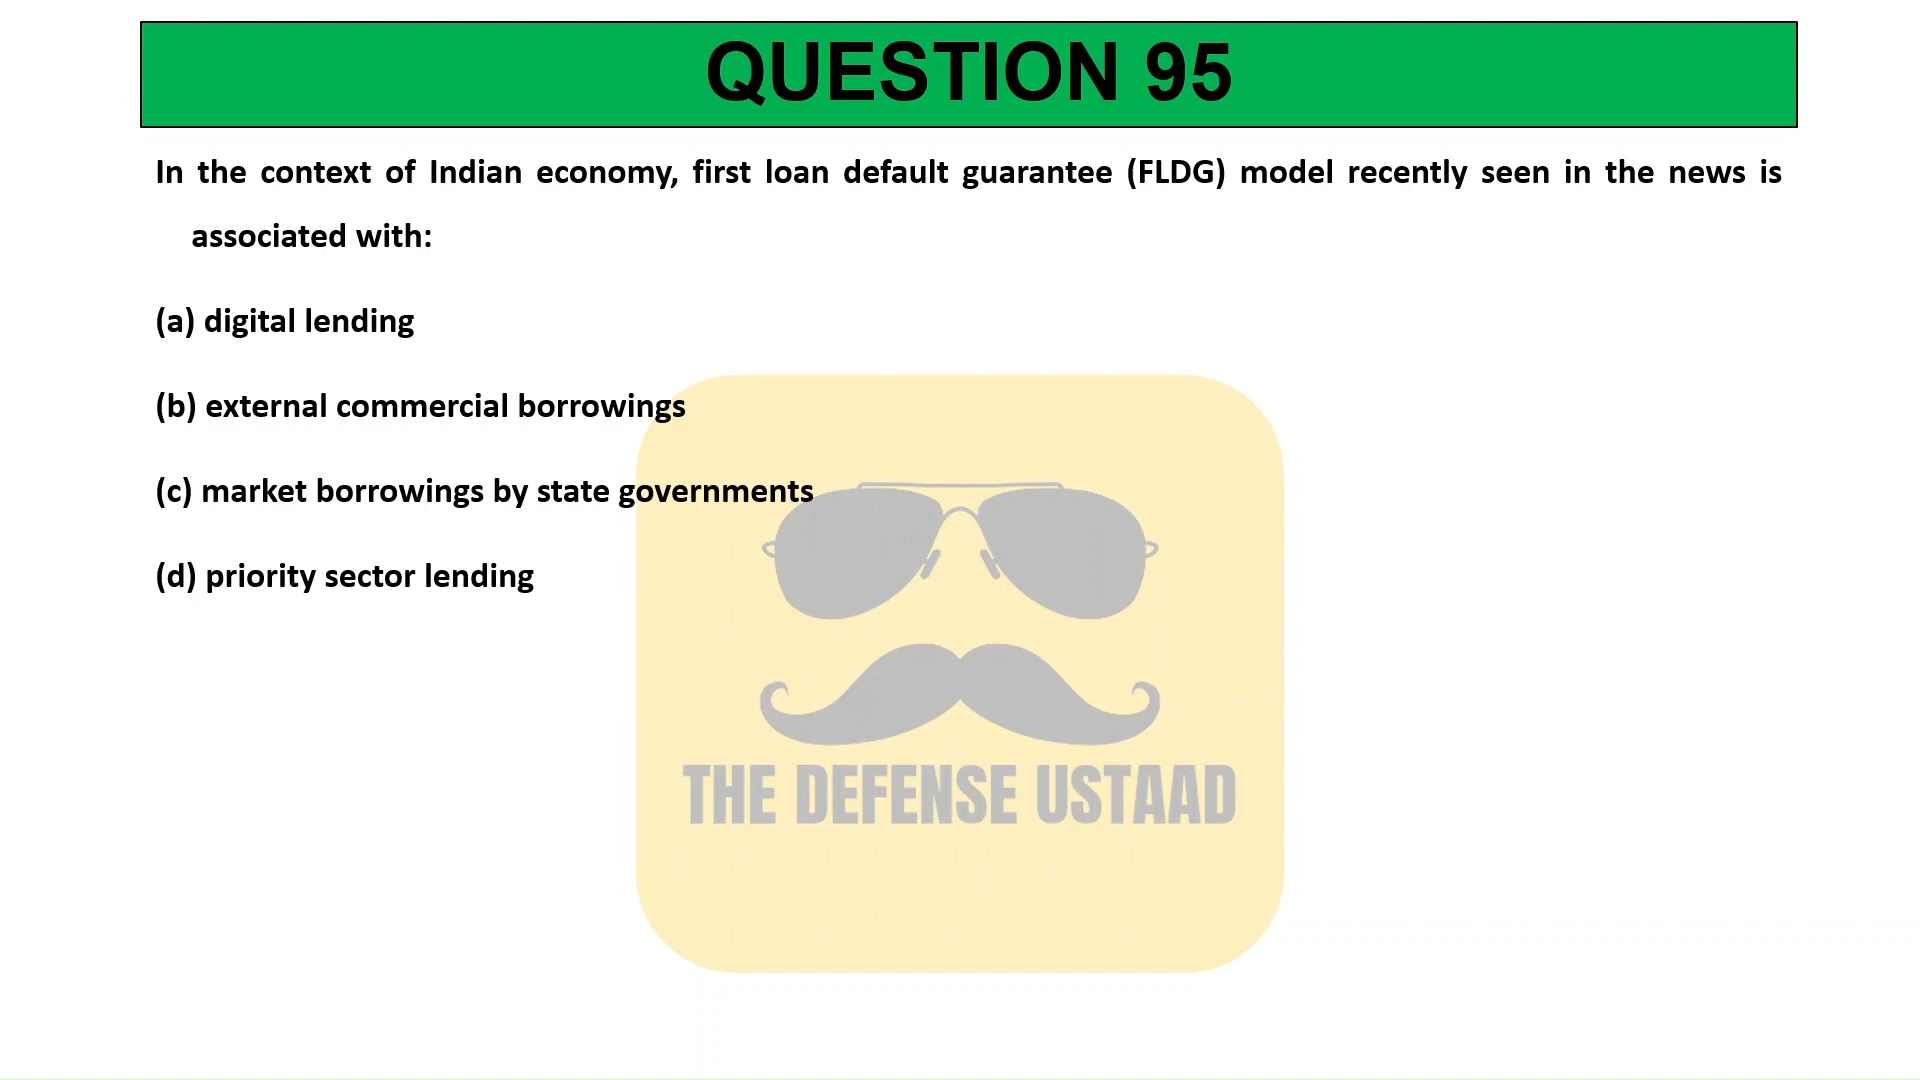 QUESTION 95
In the context of Indian economy, first loan default guarantee (FLDG) model recently seen in the news is
associated with:
(a) digital lending
(b) external commercial borrowings
(c) market borrowings by state governments
(d) priority sector lending
THE DEFENSE USTAAD